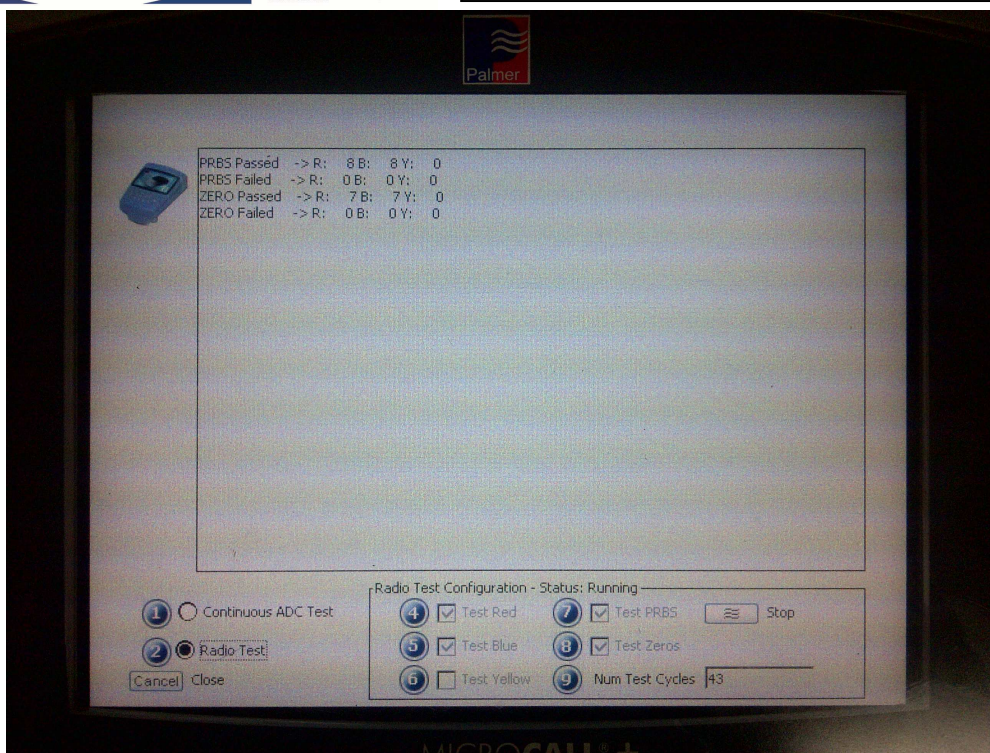 Palmer
PRBS Passed -> R: 8 B: 8 Y: 0
PRBS Failed -> R: 0 B: 0 Y: 0
ZERO Passed -> R: 7 B: 7 Y: 0
ZERO Failed -> R: 0 B: 0 Y: 0
Radio Test Configuration - Status: Running
1 Continuous ADC Test 4 Test Red 7 Test PRBS Stop
2 Radio Test 5 Test Blue 8 Test Zeros
Cancel Close 6 Test Yellow 9 Num Test Cycles 43
MICROCALL® +